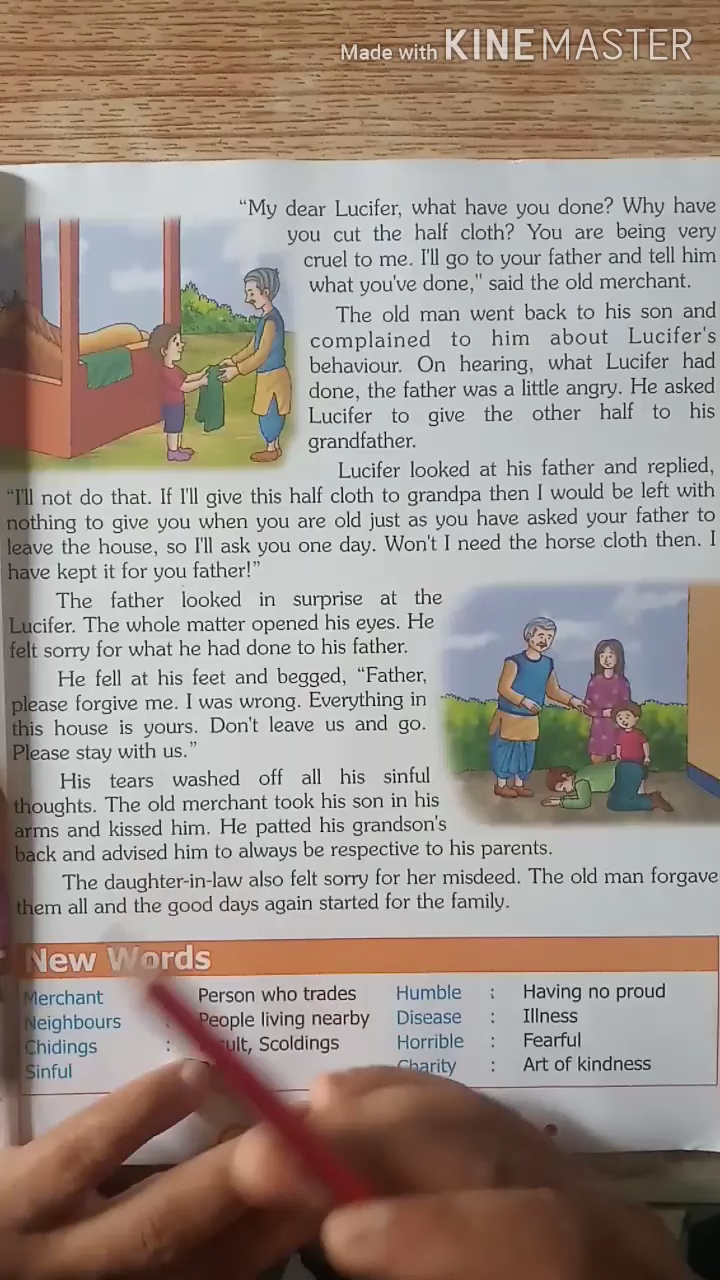 Made with KINEMASTER
"My dear Lucifer, what have you done? Why have
you cut the half cloth? You are being very
cruel to me. I'll go to your father and tell him
what you've done," said the old merchant.
The old man went back to his son and
complained to him about Lucifer's
behaviour. On hearing, what Lucifer had
done, the father was a little angry. He asked
Lucifer to give the other half to his
grandfather.
Lucifer looked at his father and replied,
"I'll not do that. If I'll give this half cloth to grandpa then I would be left with
nothing to give you when you are old just as you have asked your father to
leave the house, so I'll ask you one day. Won't I need the horse cloth then. I
have kept it for you father!"
The father looked in surprise at the
Lucifer. The whole matter opened his eyes. He
felt sorry for what he had done to his father.
He fell at his feet and begged, "Father,
please forgive me. I was wrong. Everything in
this house is yours. Don't leave us and go.
Please stay with us."
His tears washed off all his sinful
thoughts. The old merchant took his son in his
arms and kissed him. He patted his grandson's
back and advised him to always be respective to his parents.
The daughter-in-law also felt sorry for her misdeed. The old man forgave
them all and the good days again started for the family.
New Words
Merchant Person who trades Humble : Having no proud
Neighbours : People living nearby Disease : Illness
Chidings : Scoldings Horrible : Fearful
Sinful Charity : Art of kindness